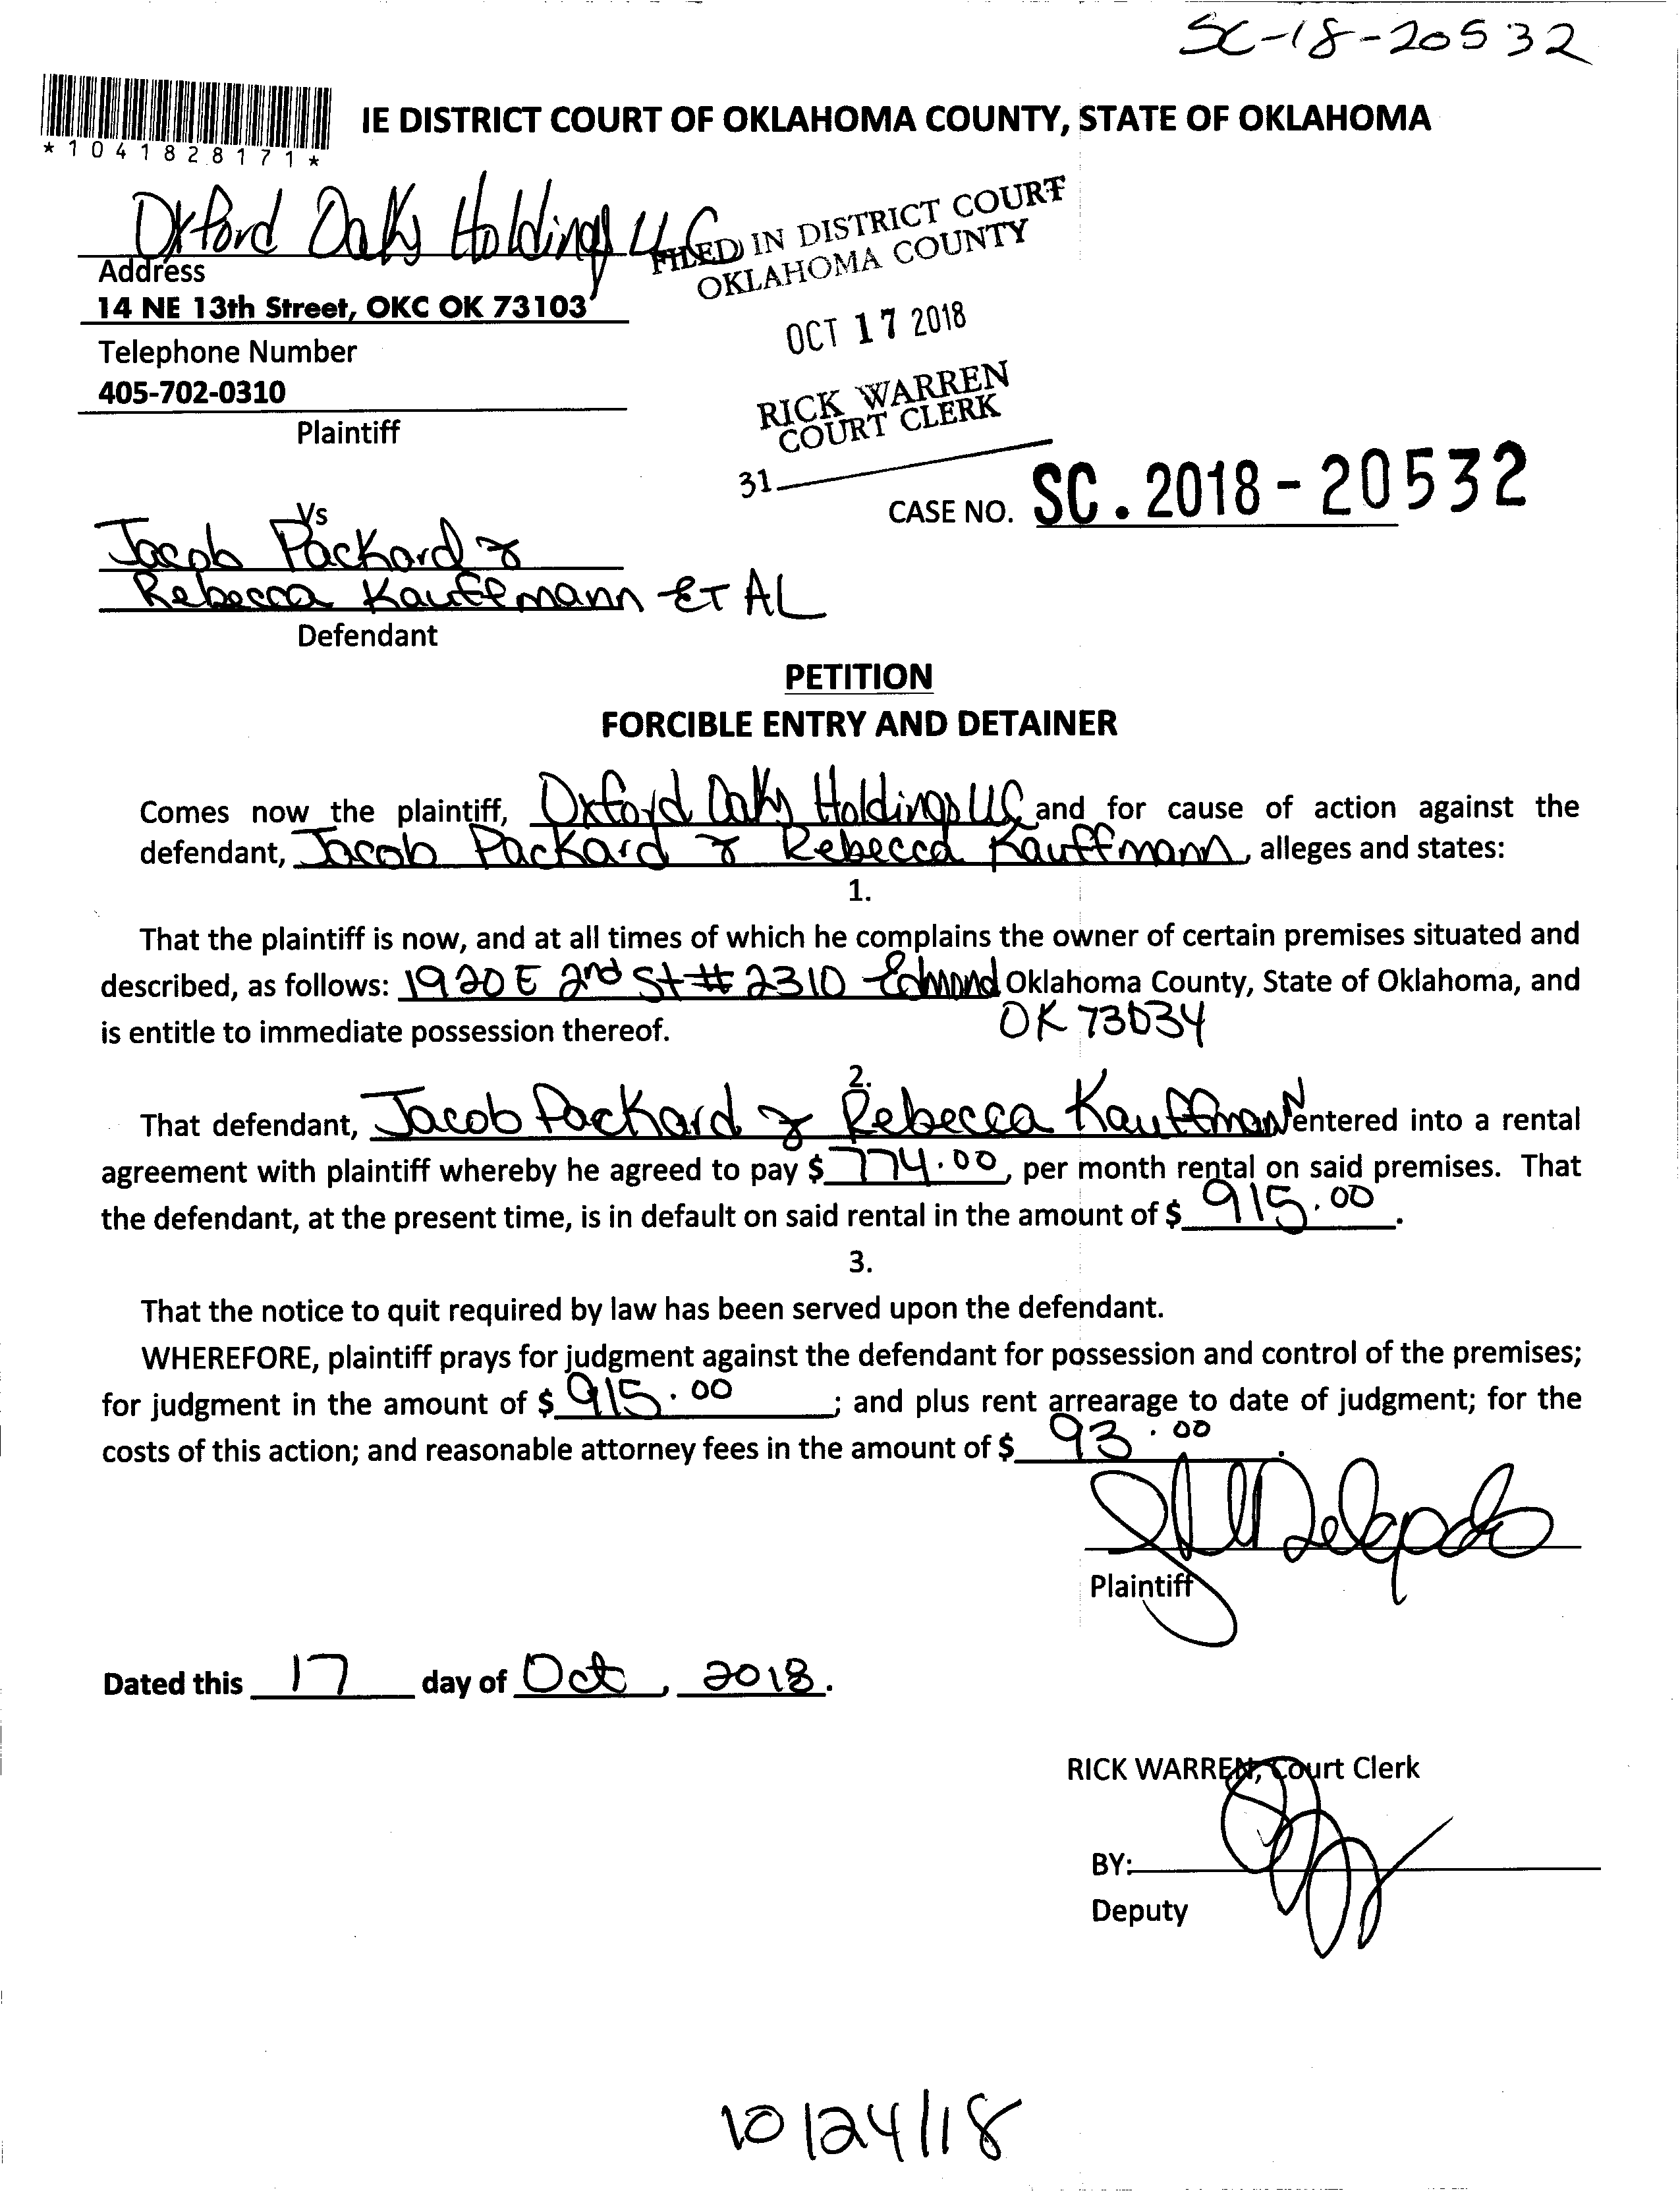 SC-18-20532
*1041828171*
IE DISTRICT COURT OF OKLAHOMA COUNTY, STATE OF OKLAHOMA
Oxford Oaks Holdings LLC
FILED IN DISTRICT COURT
OKLAHOMA COUNTY
Address
14 NE 13th Street, OKC OK 73103
OCT 17 2018
Telephone Number
405-702-0310
RICK WARREN
COURT CLERK
Plaintiff
31
CASE NO. SC.2018-20532
Vs
Jacob Packard &
Rebecca Kauffmann ET AL
Defendant
PETITION
FORCIBLE ENTRY AND DETAINER
Comes now the plaintiff, Oxford Oaks Holdings LLC and for cause of action against the
defendant, Jacob Packard & Rebecca Kauffmann, alleges and states:
1.
That the plaintiff is now, and at all times of which he complains the owner of certain premises situated and
described, as follows: 1920 E 2nd St # 2310 Edmond Oklahoma County, State of Oklahoma, and
OK 73034
is entitle to immediate possession thereof.
2.
That defendant, Jacob Packard & Rebecca Kauffmann entered into a rental
agreement with plaintiff whereby he agreed to pay $ 774.00, per month rental on said premises. That
the defendant, at the present time, is in default on said rental in the amount of $ 915.00.
3.
That the notice to quit required by law has been served upon the defendant.
WHEREFORE, plaintiff prays for judgment against the defendant for possession and control of the premises;
for judgment in the amount of $ 915.00 ; and plus rent arrearage to date of judgment; for the
costs of this action; and reasonable attorney fees in the amount of $ 93.00.
Delgado
Plaintiff
Dated this 17 day of Oct, 2018.
RICK WARREN, Court Clerk
BY:
Deputy
10/24/18